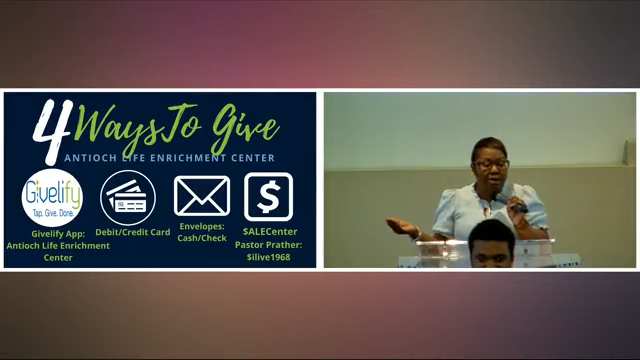 4 Ways To Give
ANTIOCH LIFE ENRICHMENT CENTER
Givelify
Tap. Give. Done.
Givelify App:
Antioch Life Enrichment
Center
Debit/Credit Card
Envelopes:
Cash/Check
$
$ALECenter
Pastor Prather:
$ilive1968